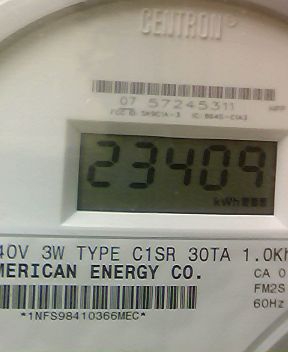 CENTRON
07 57245311
23409
kWh
40V 3W TYPE C1SR 30TA 1.0Kh
MERICAN ENERGY CO.
CA 0
FM2S
60Hz
*1NFS98410366MEC*